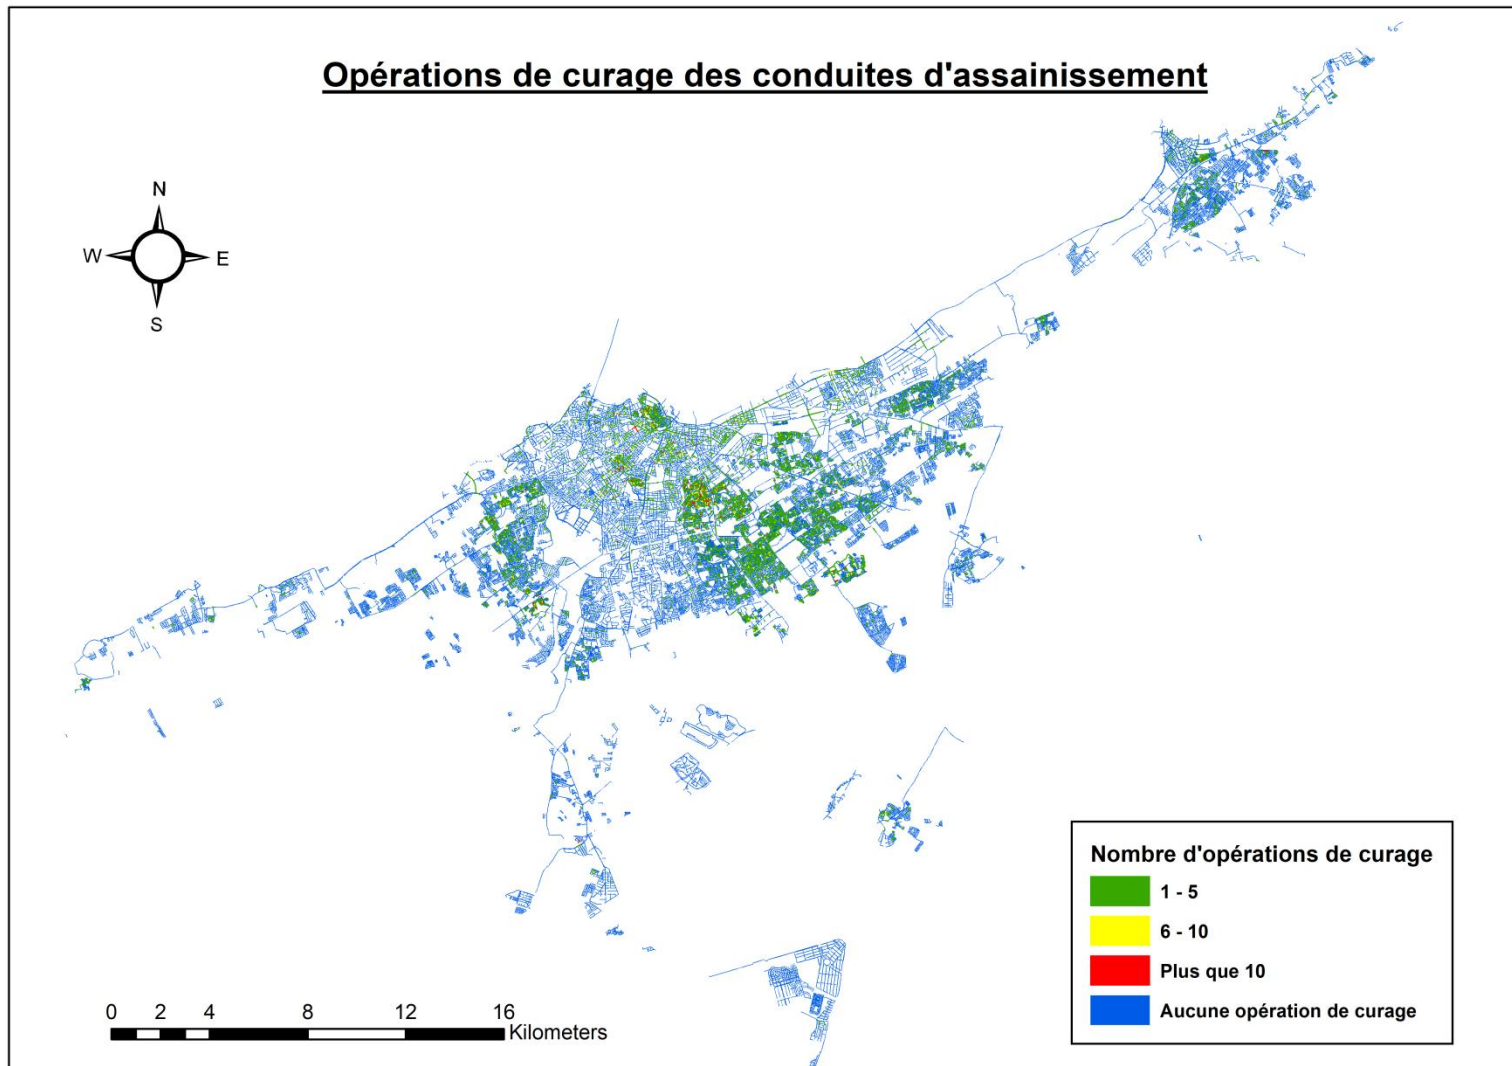 Opérations de curage des conduites d'assainissement
N
W
E
S
Nombre d'opérations de curage
1 - 5
6 - 10
Plus que 10
Aucune opération de curage
0 2 4 8 12 16
Kilometers